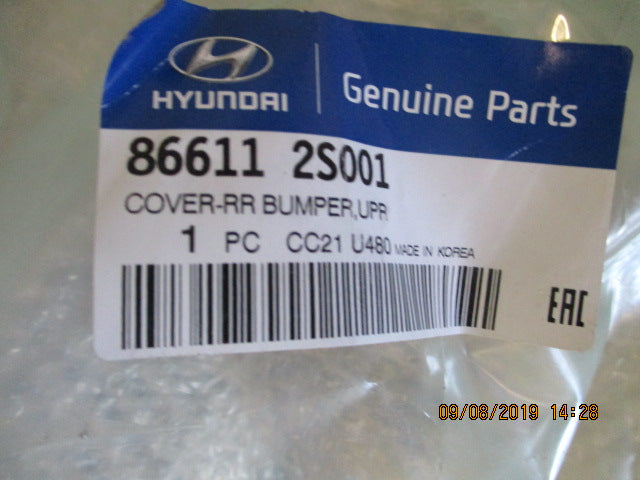 HYUNDAI
Genuine Parts
86611 2S001
COVER-RR BUMPER,UPR
1 PC CC21 U480 MADE IN KOREA
EAC
09/08/2019 14:28